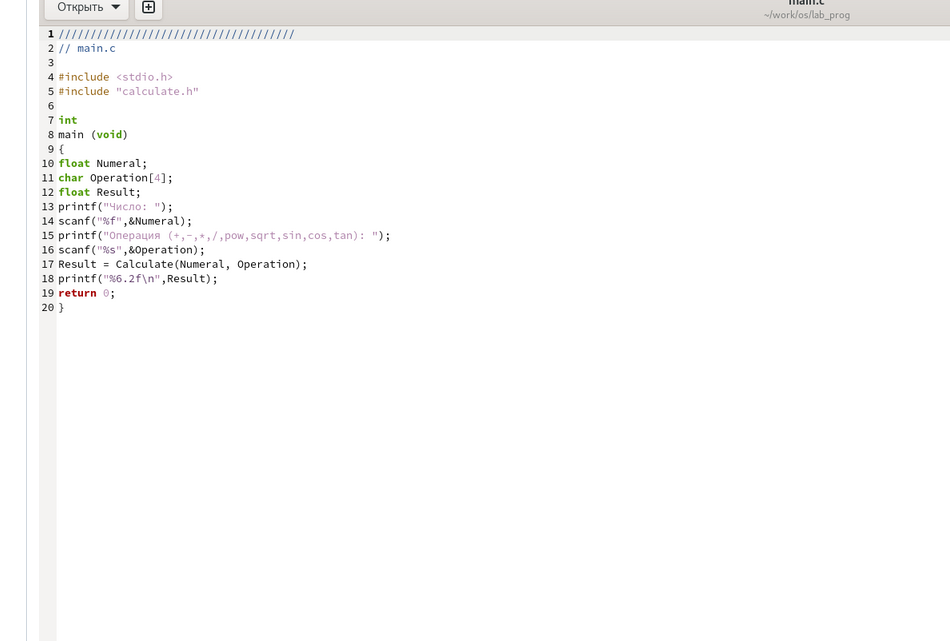 Открыть
main.c
~/work/os/lab_prog
1 /////////////////////////////////////
2 // main.c
3
4 #include <stdio.h>
5 #include "calculate.h"
6
7 int
8 main (void)
9 {
10 float Numeral;
11 char Operation[4];
12 float Result;
13 printf("Число: ");
14 scanf("%f",&Numeral);
15 printf("Операция (+,-,*,/,pow,sqrt,sin,cos,tan): ");
16 scanf("%s",&Operation);
17 Result = Calculate(Numeral, Operation);
18 printf("%6.2f\n",Result);
19 return 0;
20 }